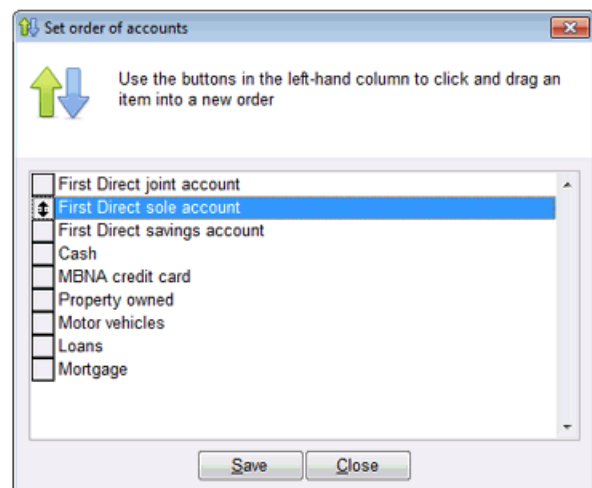 Set order of accounts
Use the buttons in the left-hand column to click and drag an
item into a new order
First Direct joint account
First Direct sole account
First Direct savings account
Cash
MBNA credit card
Property owned
Motor vehicles
Loans
Mortgage
Save Close